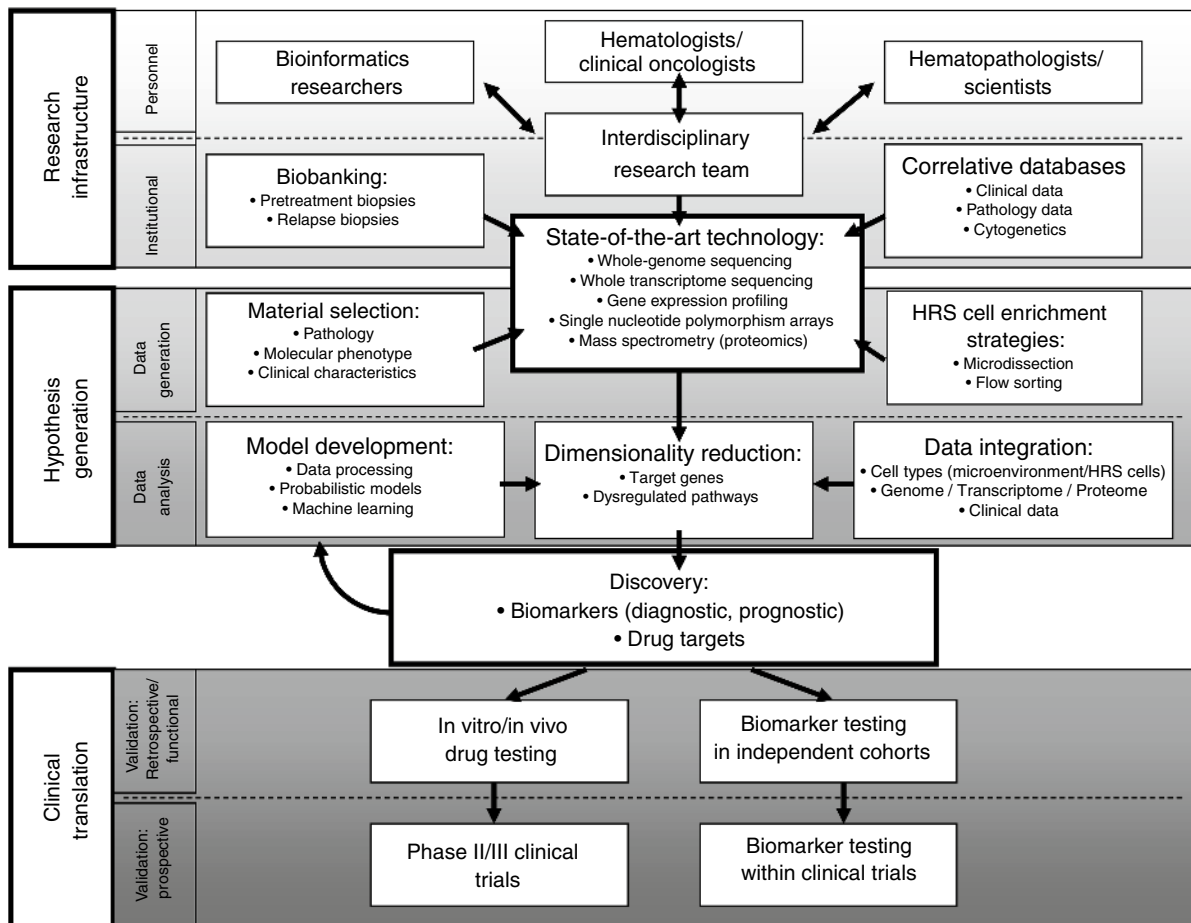 Research
infrastructure
Personnel
Bioinformatics
researchers
Hematologists/
clinical oncologists
Hematopathologists/
scientists
Interdisciplinary
research team
Institutional
Biobanking:
• Pretreatment biopsies
• Relapse biopsies
Correlative databases
• Clinical data
• Pathology data
• Cytogenetics
State-of-the-art technology:
• Whole-genome sequencing
• Whole transcriptome sequencing
• Gene expression profiling
• Single nucleotide polymorphism arrays
• Mass spectrometry (proteomics)
Hypothesis
generation
Data
generation
Material selection:
• Pathology
• Molecular phenotype
• Clinical characteristics
HRS cell enrichment
strategies:
• Microdissection
• Flow sorting
Data
analysis
Model development:
• Data processing
• Probabilistic models
• Machine learning
Dimensionality reduction:
• Target genes
• Dysregulated pathways
Data integration:
• Cell types (microenvironment/HRS cells)
• Genome / Transcriptome / Proteome
• Clinical data
Discovery:
• Biomarkers (diagnostic, prognostic)
• Drug targets
Clinical
translation
Validation:
Retrospective/
functional
In vitro/in vivo
drug testing
Biomarker testing
in independent cohorts
Validation:
prospective
Phase II/III clinical
trials
Biomarker testing
within clinical trials